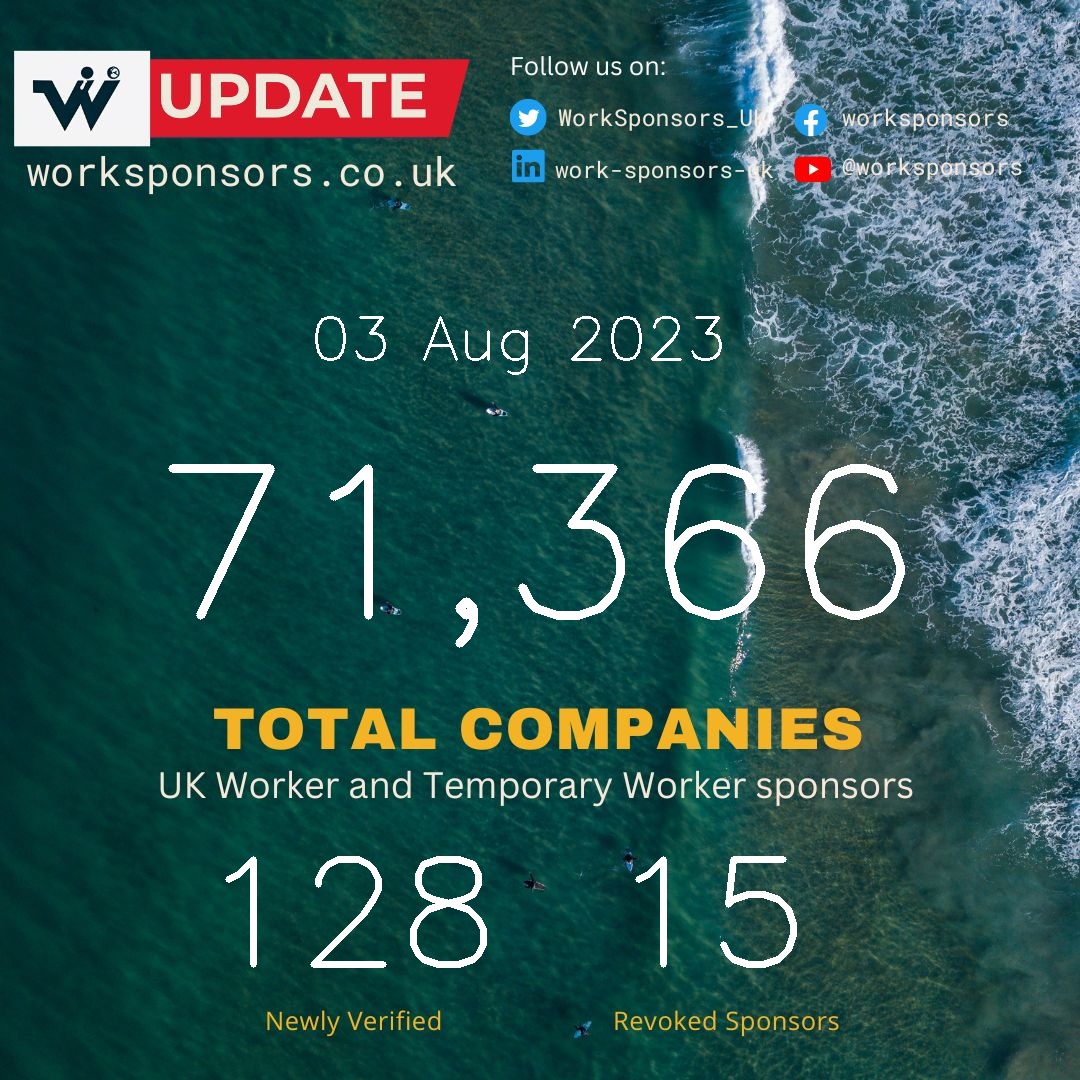 UPDATE
worksponsors.co.uk
Follow us on:
WorkSponsors_UK
worksponsors
work-sponsors-uk
@worksponsors
03 Aug 2023
71,366
TOTAL COMPANIES
UK Worker and Temporary Worker sponsors
128 15
Newly Verified Revoked Sponsors